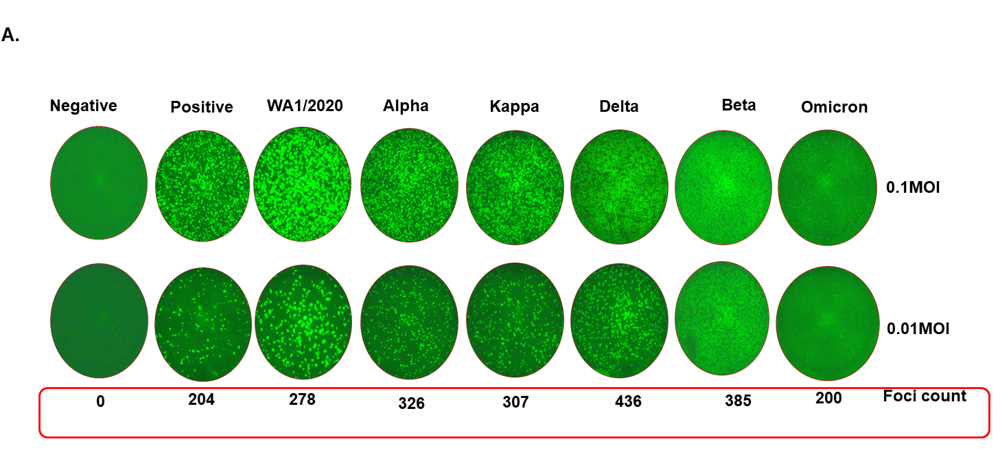 A.
Negative Positive WA1/2020 Alpha Kappa Delta Beta Omicron
0.1MOI
0.01MOI
0 204 278 326 307 436 385 200 Foci count